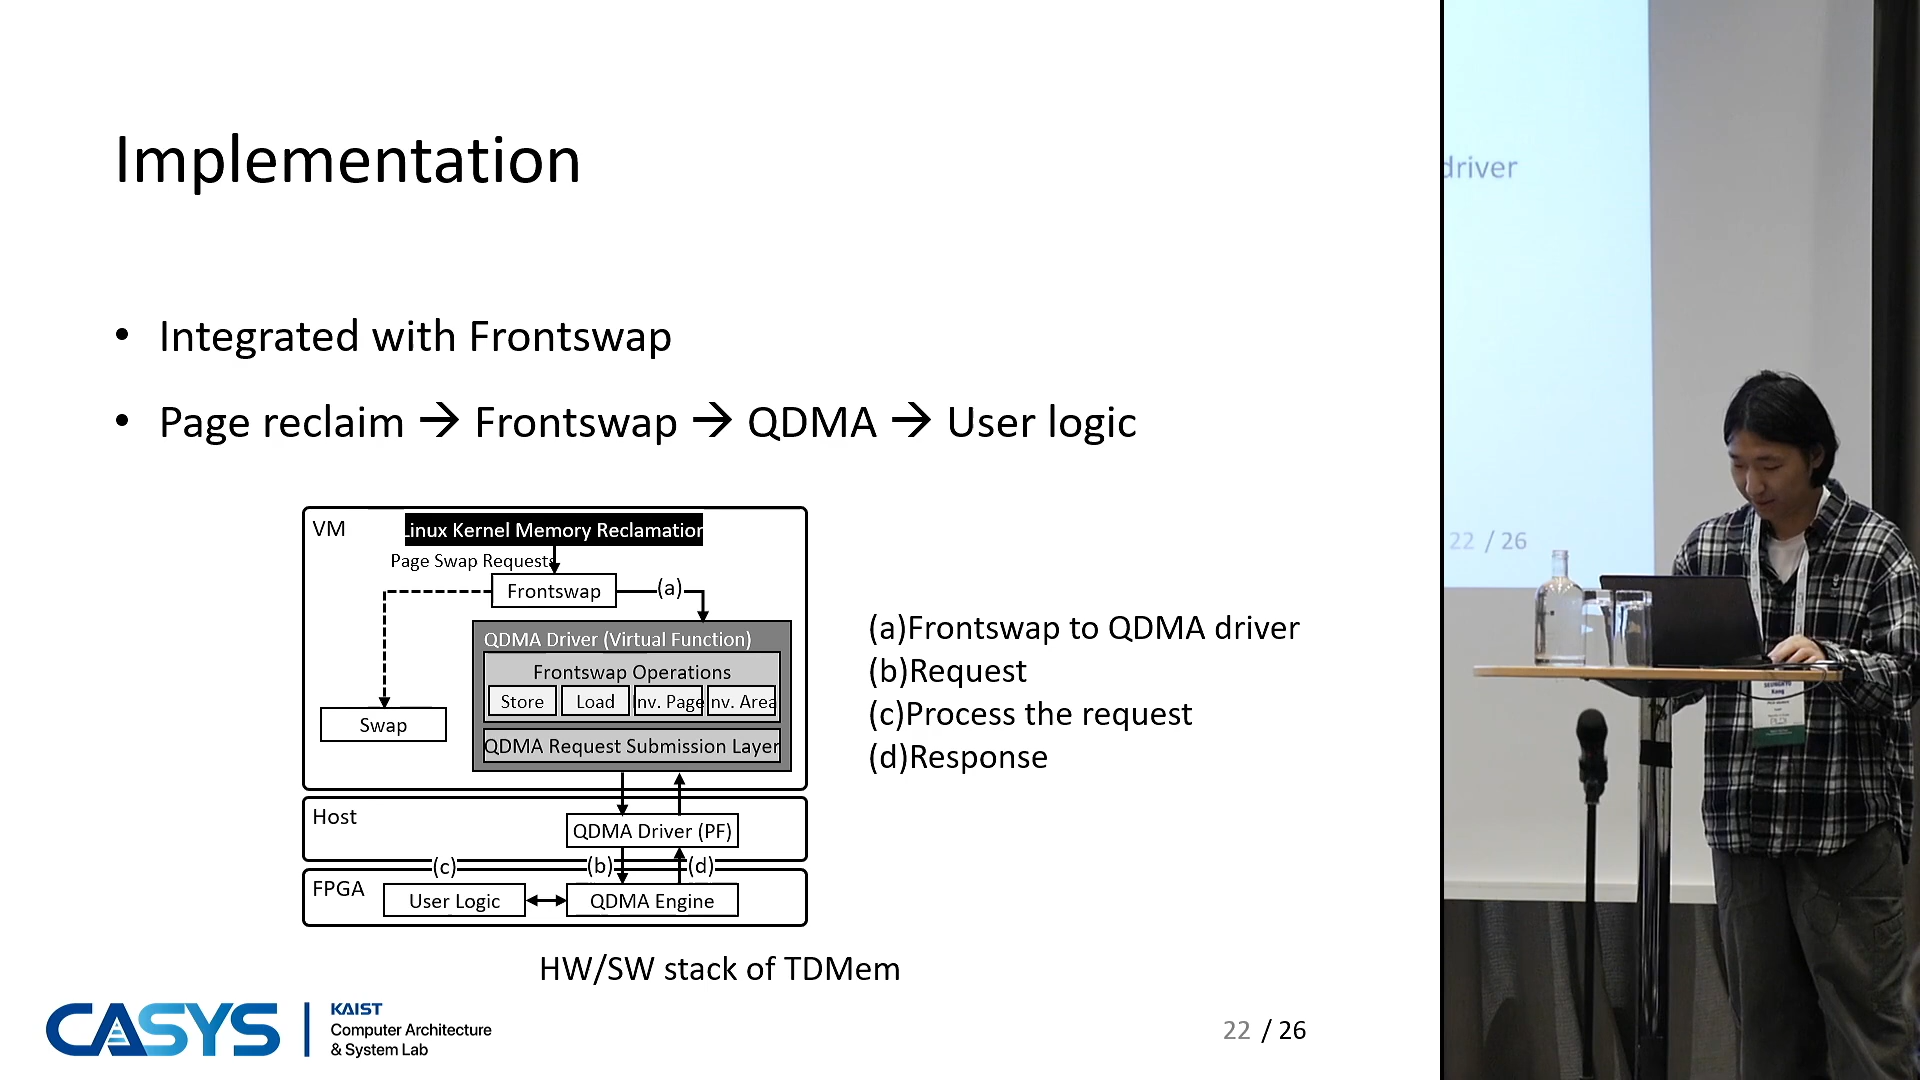 Implementation
• Integrated with Frontswap
• Page reclaim → Frontswap → QDMA → User logic
VM
Linux Kernel Memory Reclamation
Page Swap Requests
Frontswap
(a)
QDMA Driver (Virtual Function)
Frontswap Operations
Store
Load
Inv. Page
Inv. Area
Swap
QDMA Request Submission Layer
Host
QDMA Driver (PF)
(c)
(b)
(d)
FPGA
User Logic
QDMA Engine
(a)Frontswap to QDMA driver
(b)Request
(c)Process the request
(d)Response
HW/SW stack of TDMem
CASYS
KAIST
Computer Architecture
& System Lab
22 / 26
driver
22 / 26
SEUNGKYU
Kang